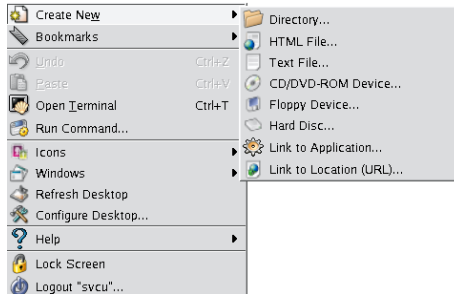 Create New
Bookmarks
Undo Ctrl+Z
Paste Ctrl+V
Open Terminal Ctrl+T
Run Command...
Icons
Windows
Refresh Desktop
Configure Desktop...
Help
Lock Screen
Logout "svcu"...
Directory...
HTML File...
Text File...
CD/DVD-ROM Device...
Floppy Device...
Hard Disc...
Link to Application...
Link to Location (URL)...